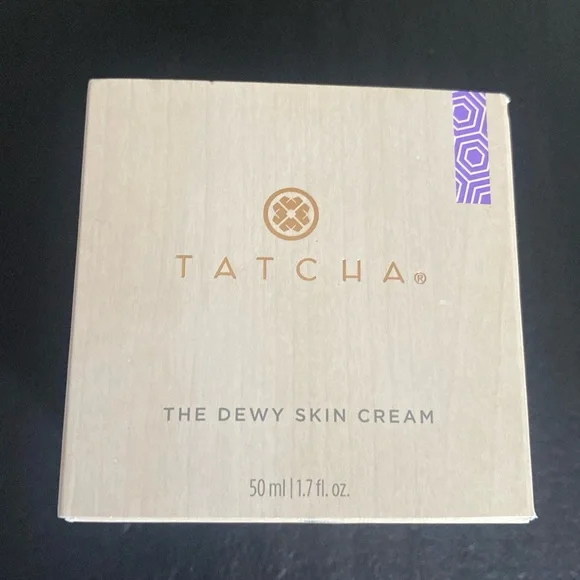 TATCHA®
THE DEWY SKIN CREAM
50 ml | 1.7 fl. oz.